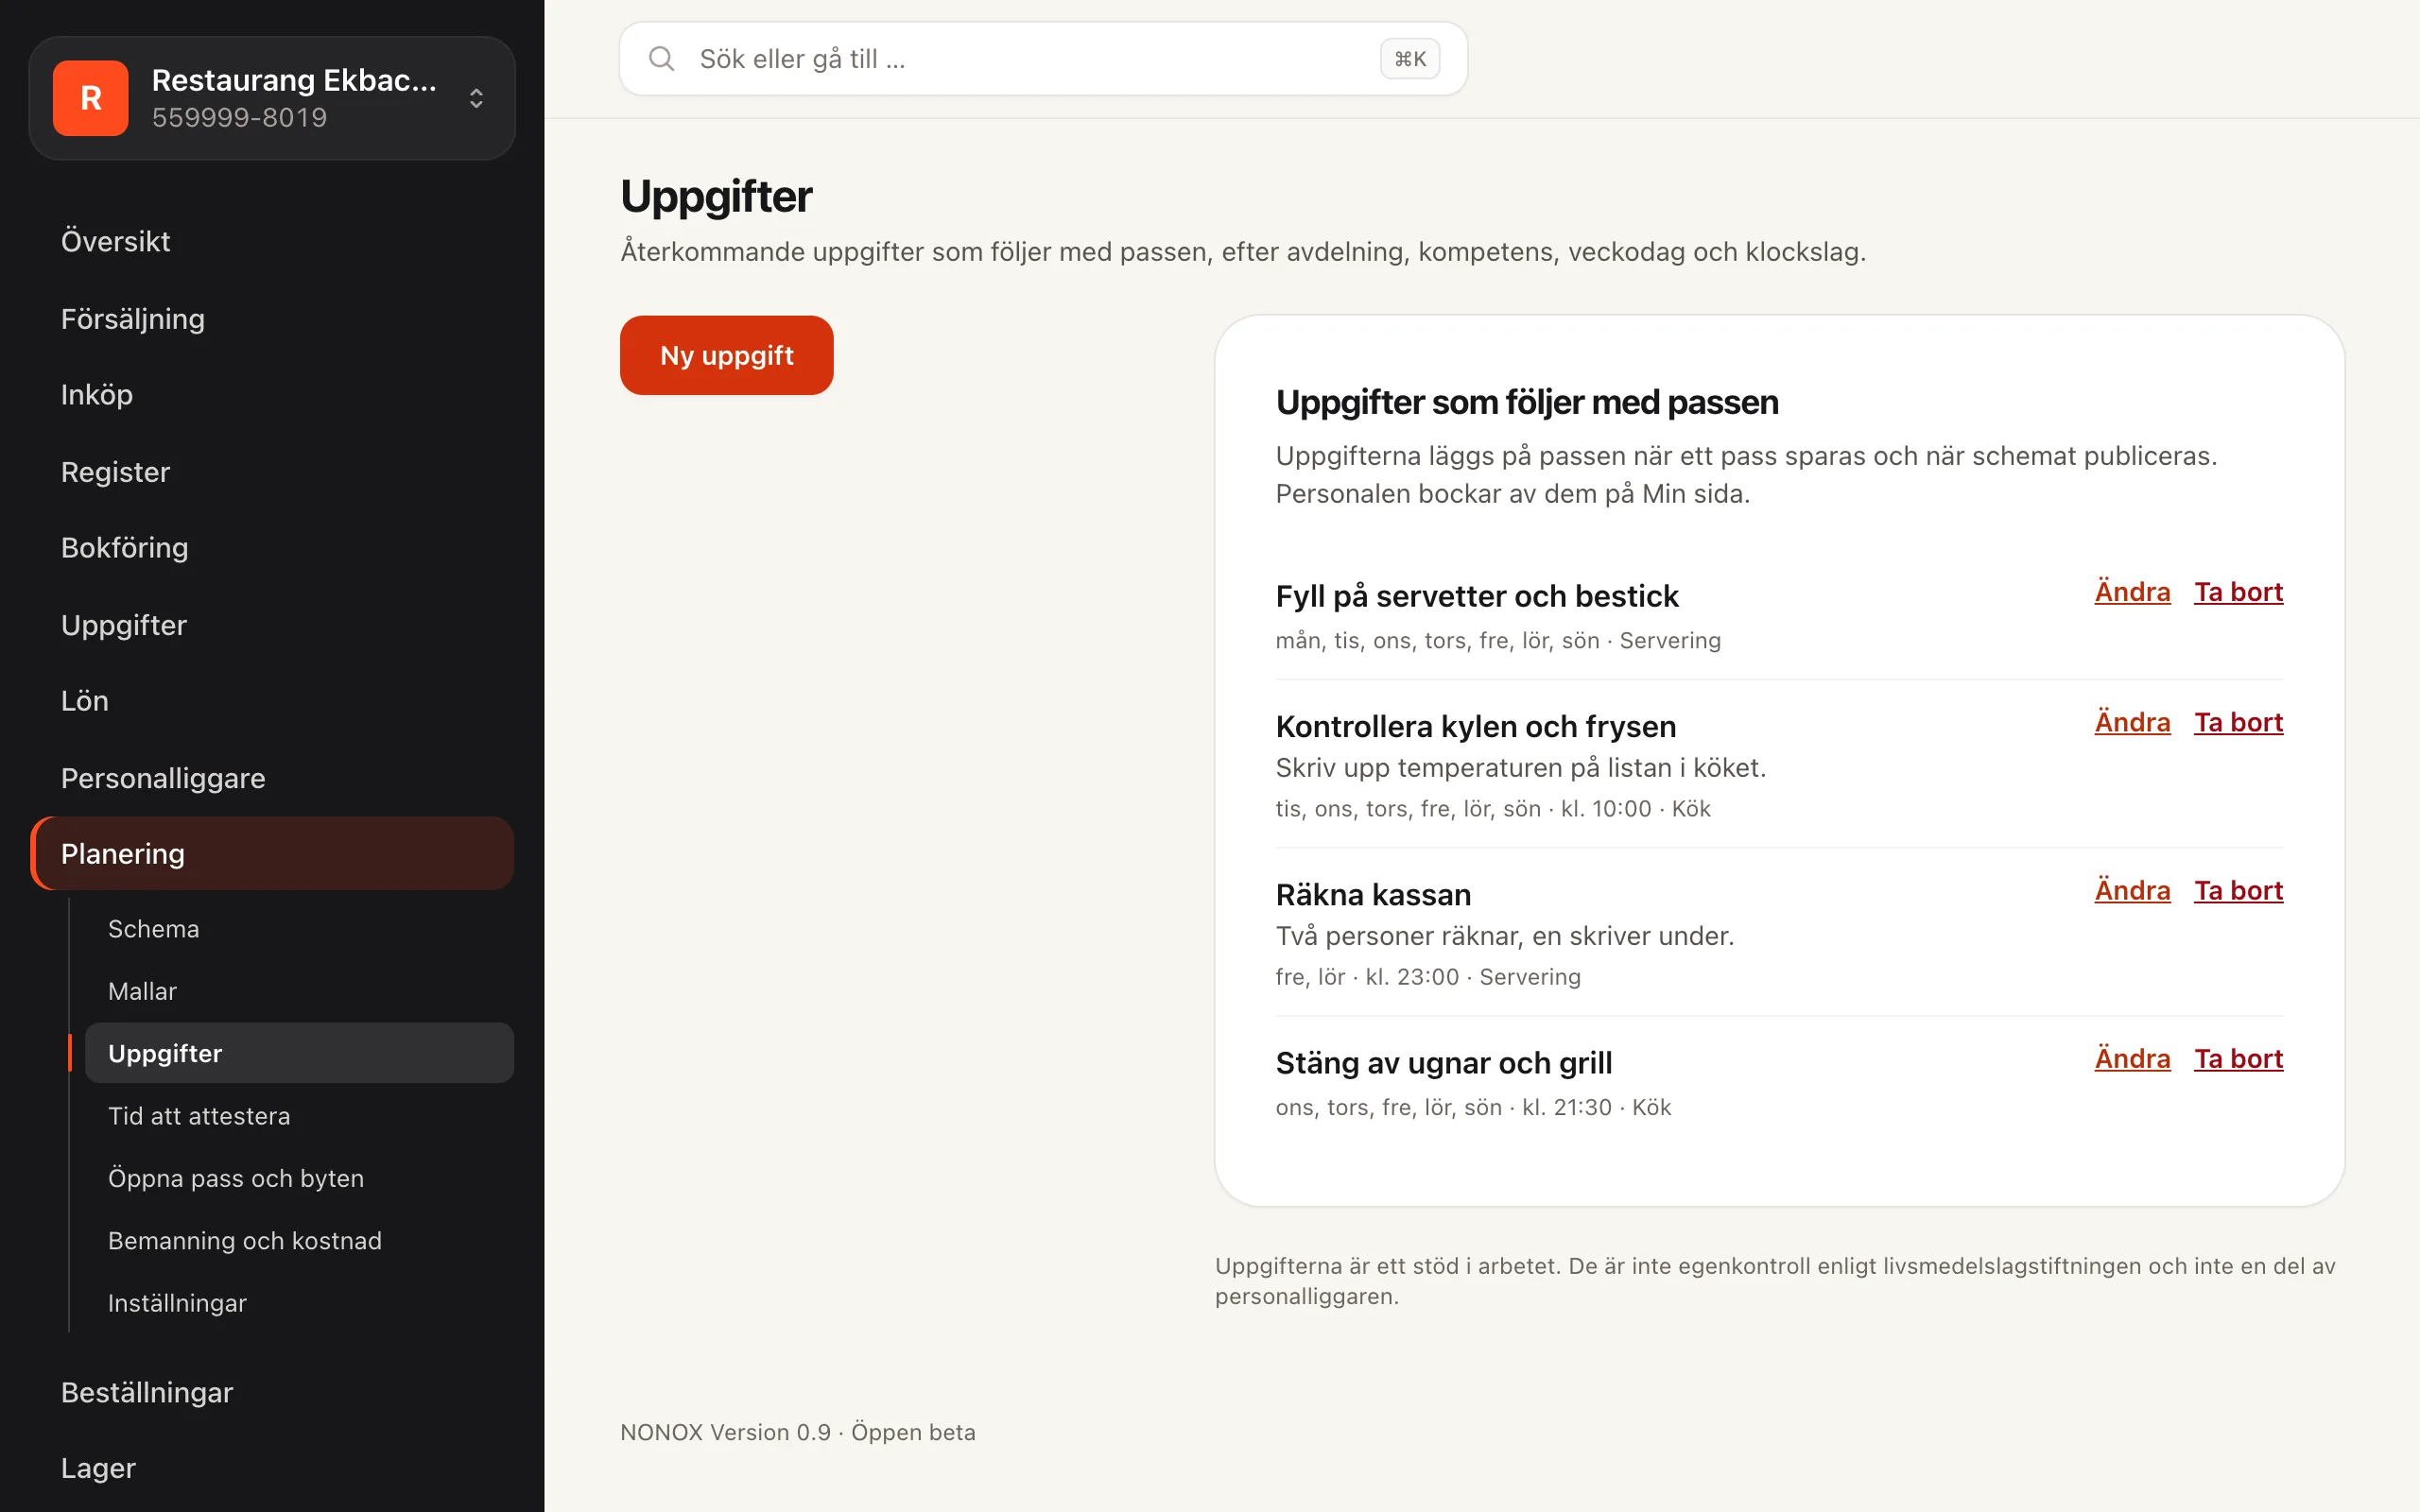 R
Restaurang Ekbac...
559999-8019
Översikt
Försäljning
Inköp
Register
Bokföring
Uppgifter
Lön
Personalliggare
Planering
Schema
Mallar
Uppgifter
Tid att attestera
Öppna pass och byten
Bemanning och kostnad
Inställningar
Beställningar
Lager
Sök eller gå till ...
⌘K
Uppgifter
Återkommande uppgifter som följer med passen, efter avdelning, kompetens, veckodag och klockslag.
Ny uppgift
Uppgifter som följer med passen
Uppgifterna läggs på passen när ett pass sparas och när schemat publiceras.
Personalen bockar av dem på Min sida.
Fyll på servetter och bestick
Ändra Ta bort
mån, tis, ons, tors, fre, lör, sön · Servering
Kontrollera kylen och frysen
Ändra Ta bort
Skriv upp temperaturen på listan i köket.
tis, ons, tors, fre, lör, sön · kl. 10:00 · Kök
Räkna kassan
Ändra Ta bort
Två personer räknar, en skriver under.
fre, lör · kl. 23:00 · Servering
Stäng av ugnar och grill
Ändra Ta bort
ons, tors, fre, lör, sön · kl. 21:30 · Kök
Uppgifterna är ett stöd i arbetet. De är inte egenkontroll enligt livsmedelslagstiftningen och inte en del av
personalliggaren.
NONOX Version 0.9 · Öppen beta